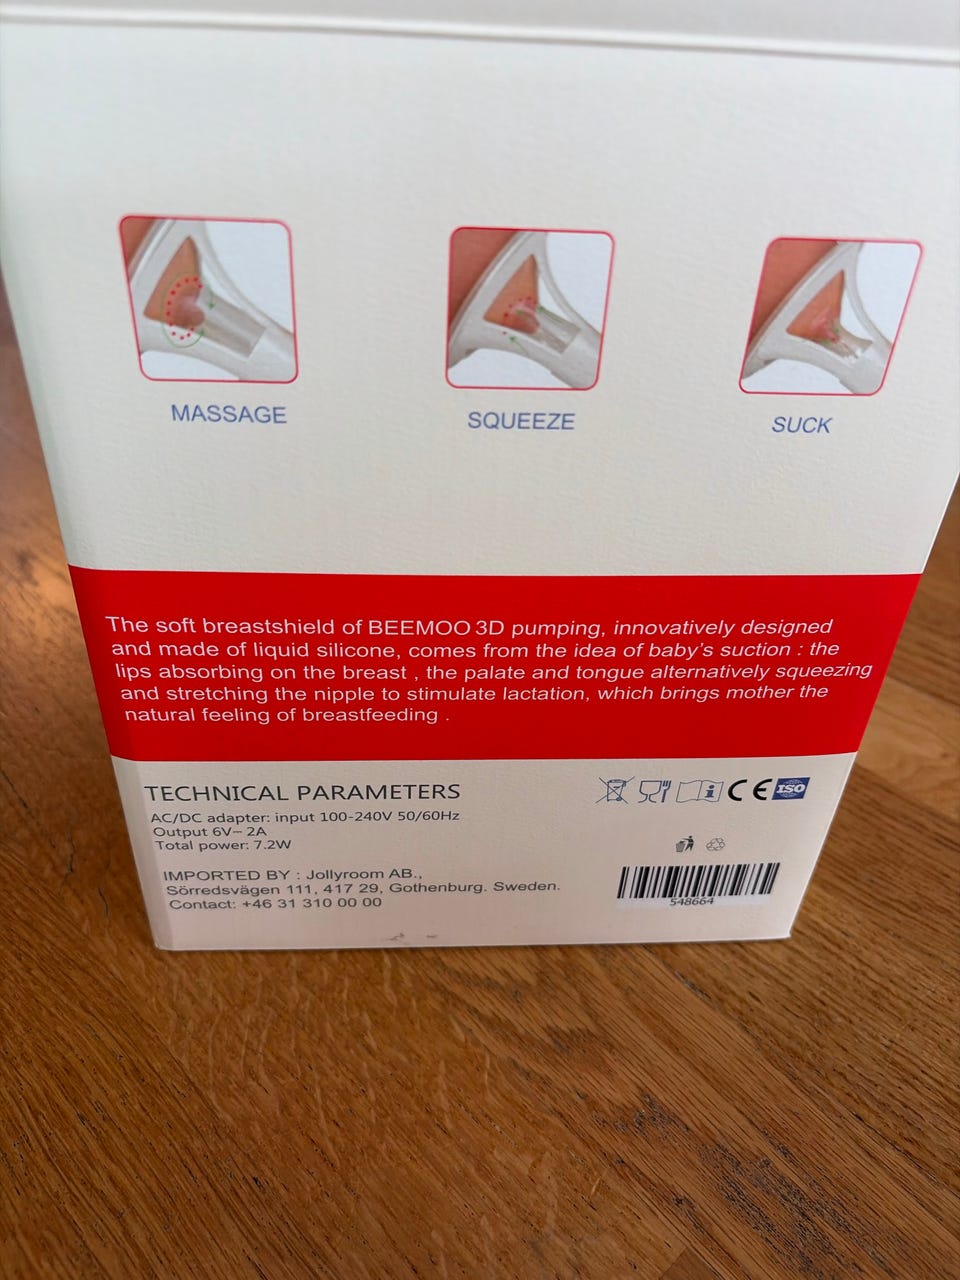 MASSAGE
SQUEEZE
SUCK
The soft breastshield of BEEMOO 3D pumping, innovatively designed
and made of liquid silicone, comes from the idea of baby's suction : the
lips absorbing on the breast , the palate and tongue alternatively squeezing
and stretching the nipple to stimulate lactation, which brings mother the
natural feeling of breastfeeding .
TECHNICAL PARAMETERS
AC/DC adapter: input 100-240V 50/60Hz
Output 6V⎓ 2A
Total power: 7.2W
CE ISO
IMPORTED BY : Jollyroom AB.,
Sörredsvägen 111, 417 29, Gothenburg. Sweden.
Contact: +46 31 310 00 00
548664